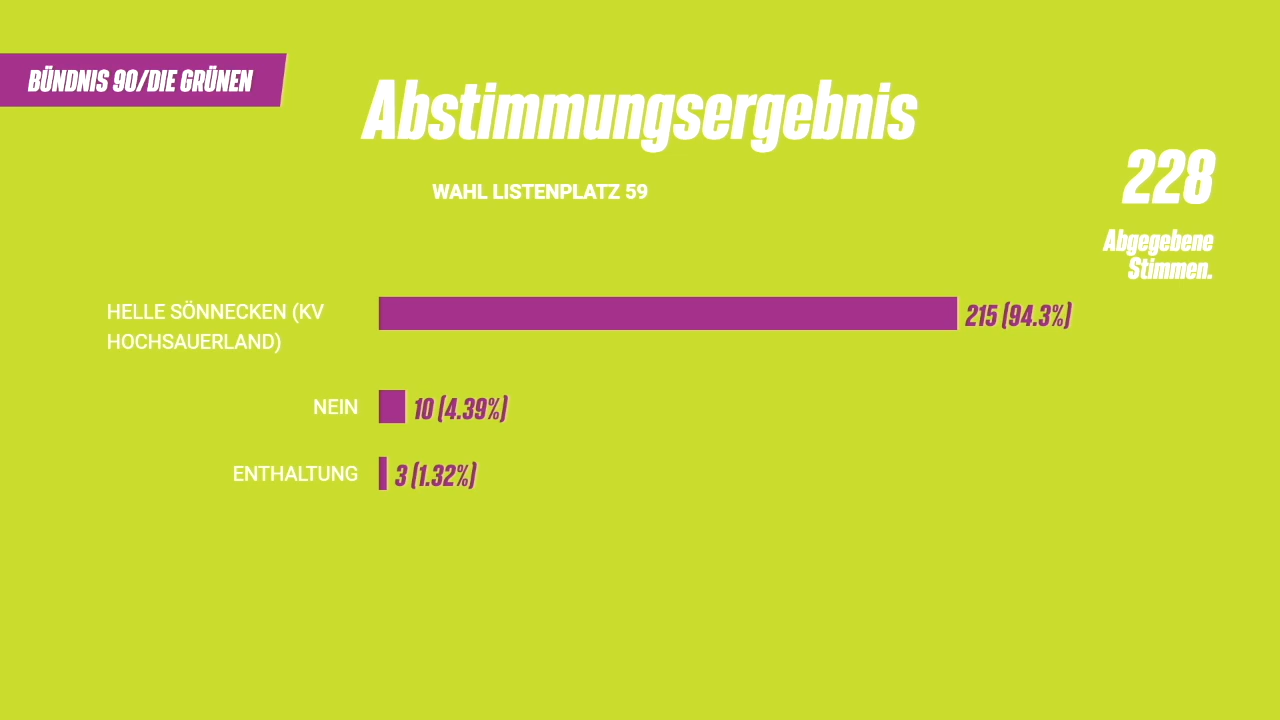 BÜNDNIS 90/DIE GRÜNEN
Abstimmungsergebnis
WAHL LISTENPLATZ 59
228
Abgegebene
Stimmen.
HELLE SÖNNECKEN (KV
HOCHSAUERLAND)
215 (94.3%)
NEIN
10 (4.39%)
ENTHALTUNG
3 (1.32%)